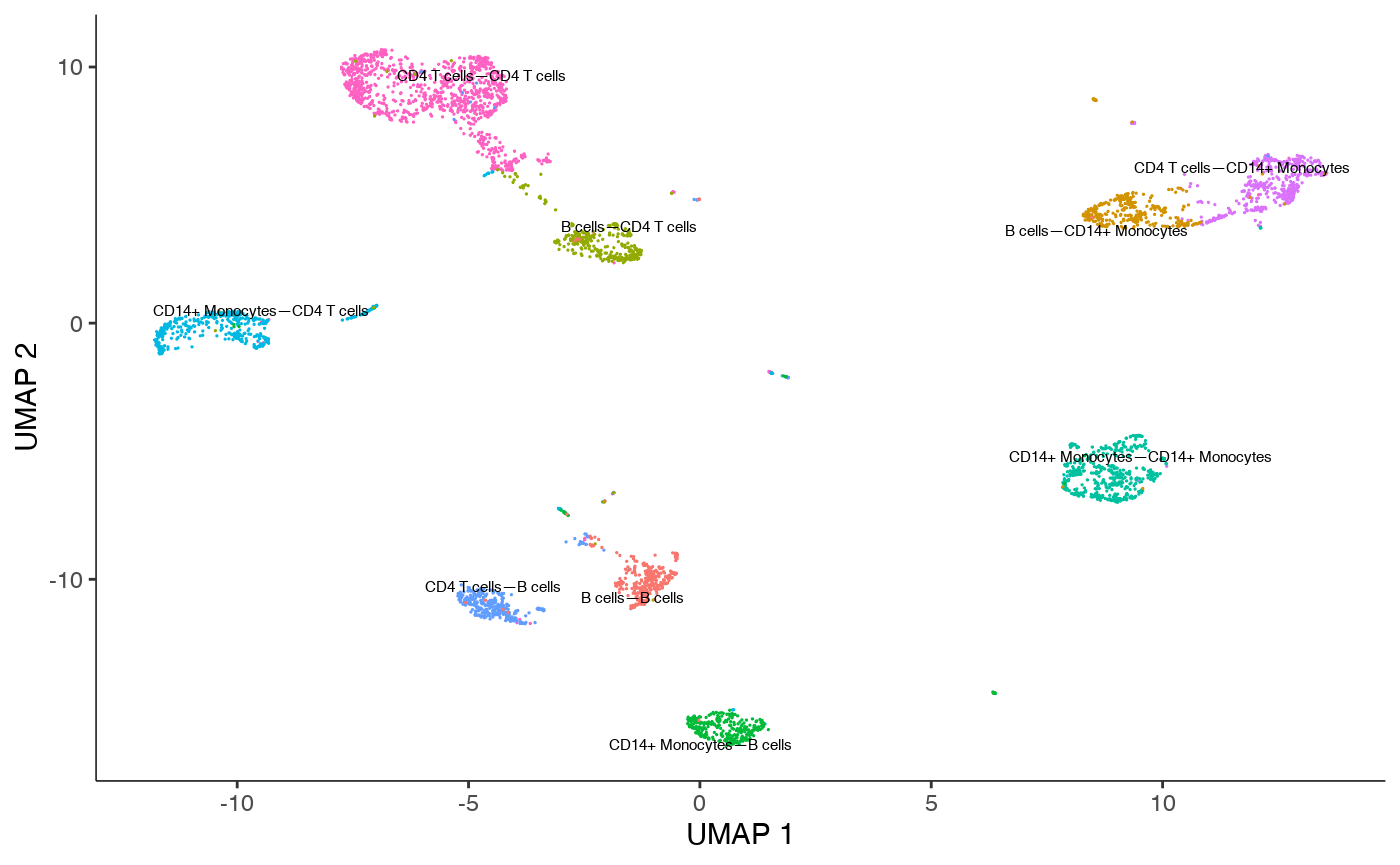 10
CD4 T cells—CD4 T cells
CD4 T cells—CD14+ Monocytes
B cells—CD4 T cells
B cells—CD14+ Monocytes
CD14+ Monocytes—CD4 T cells
0
UMAP 2
CD14+ Monocytes—CD14+ Monocytes
-10
CD4 T cells—B cells
B cells—B cells
CD14+ Monocytes—B cells
-10
-5
0
5
10
UMAP 1